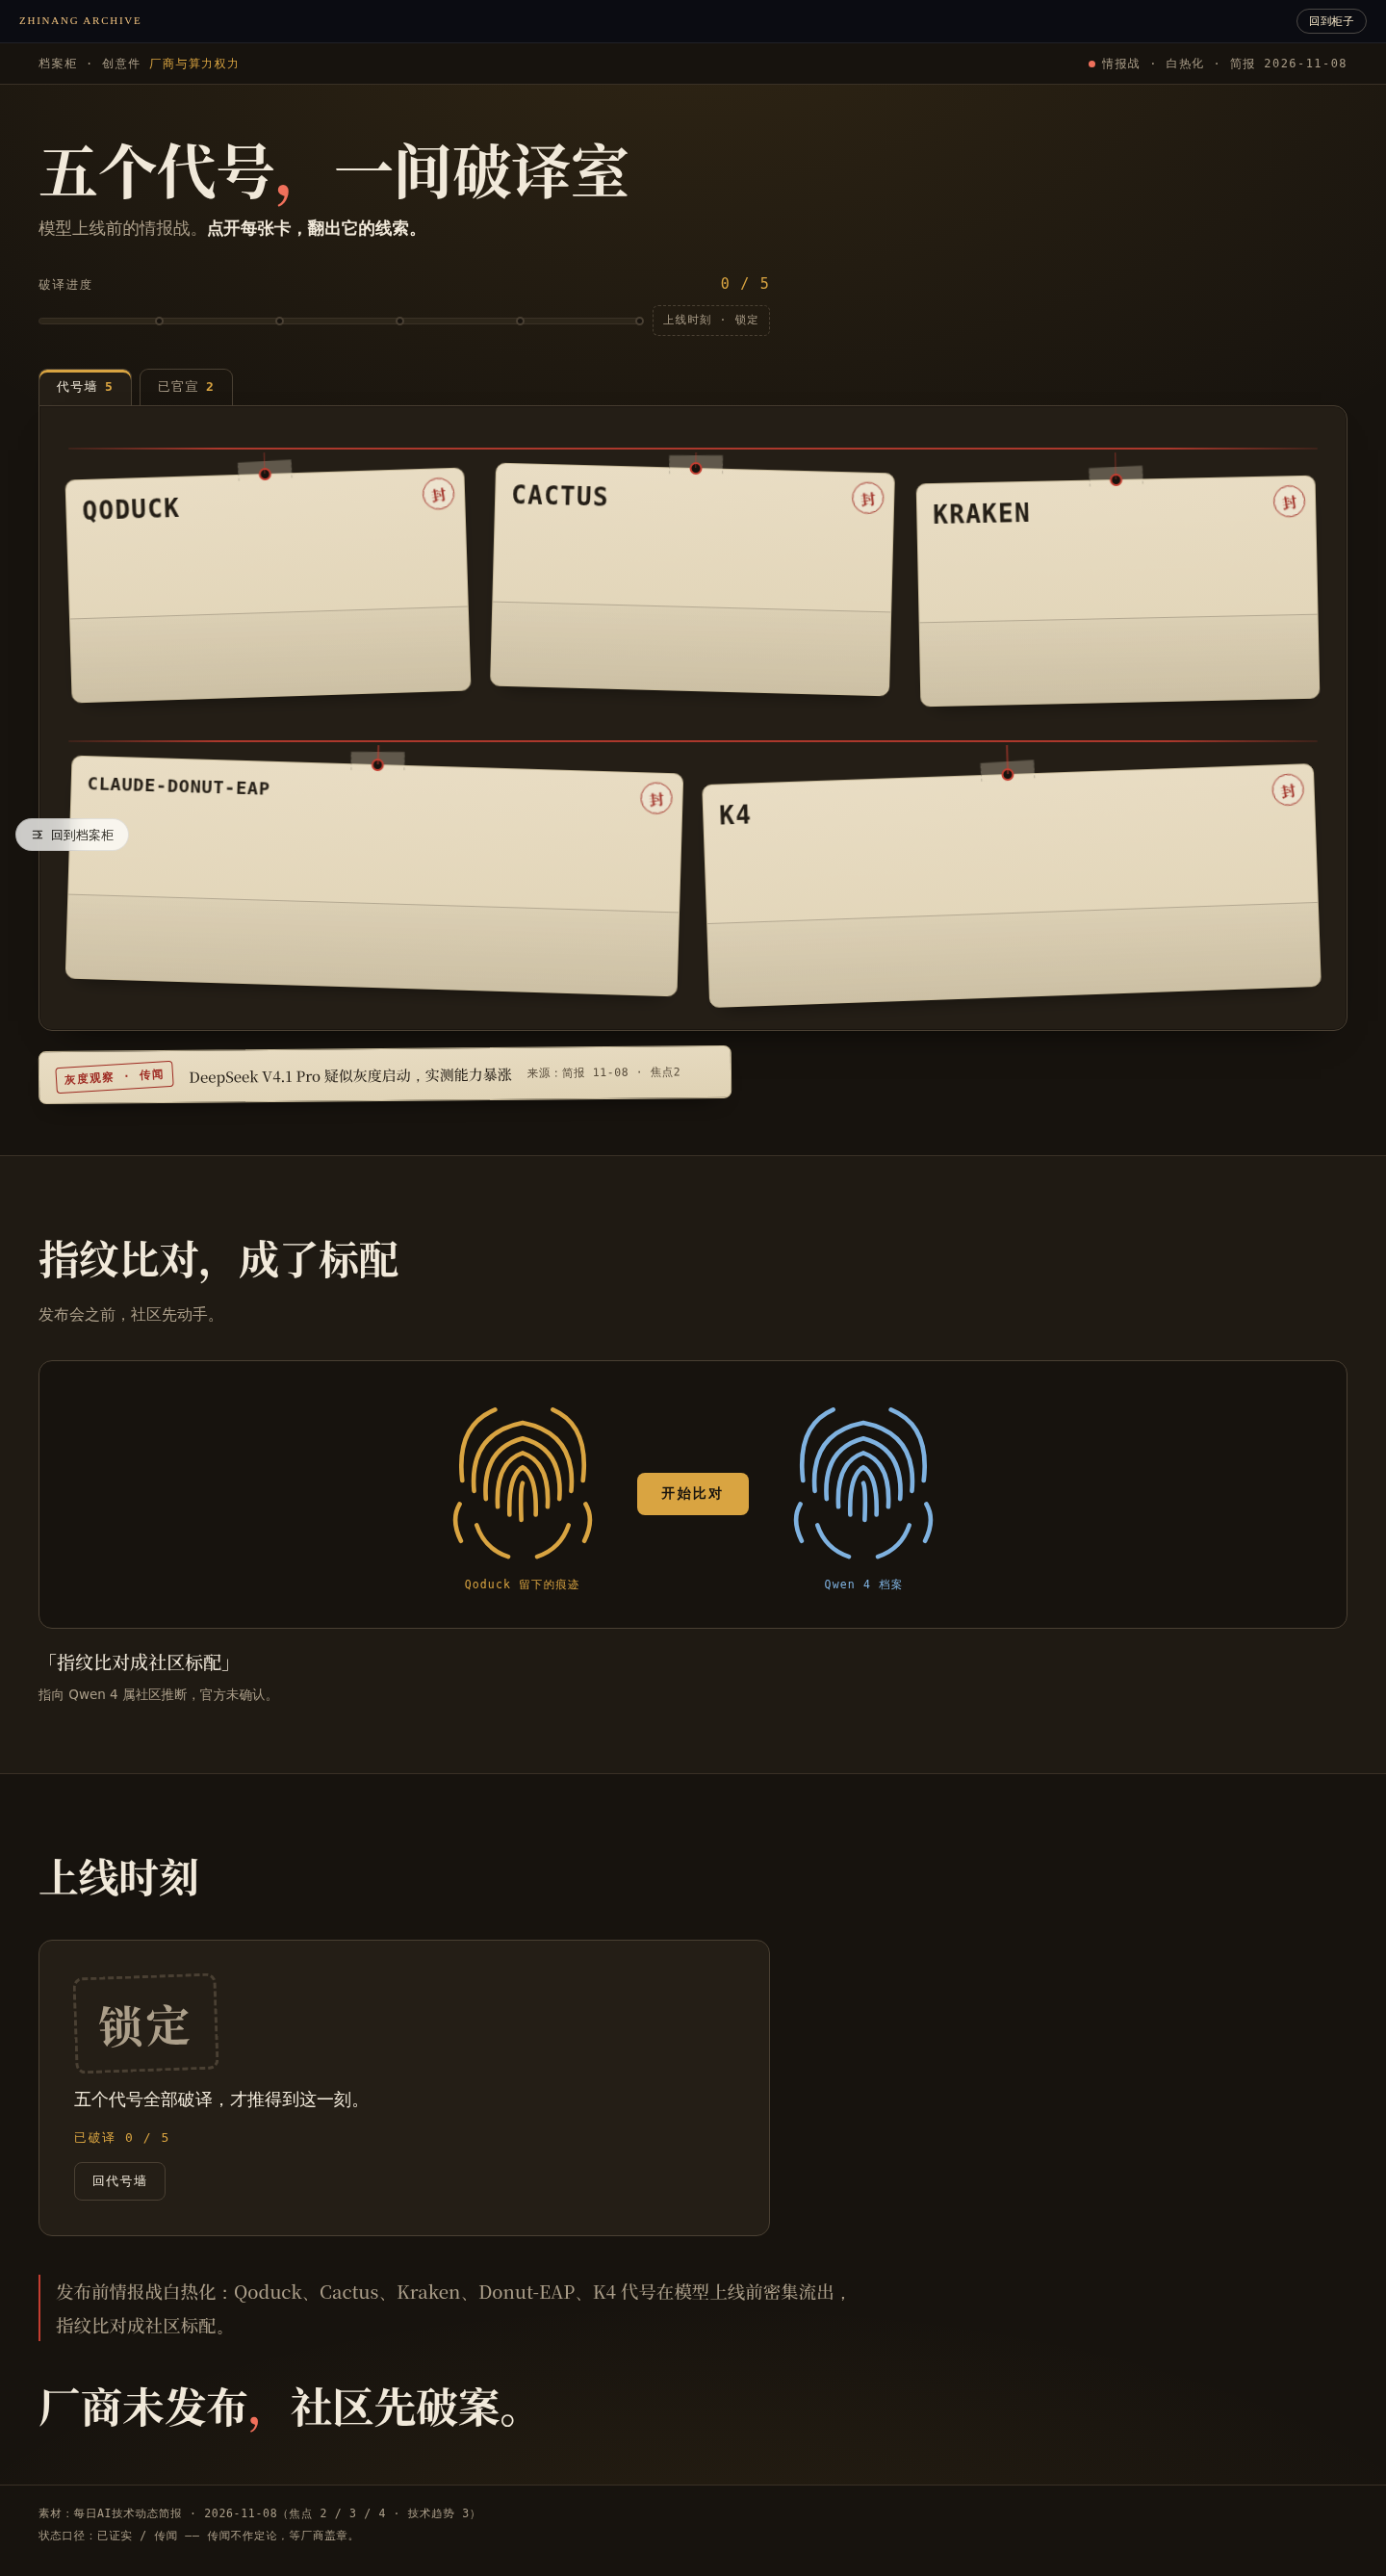 ZHINANG ARCHIVE
回到柜子
档案柜 · 创意件 厂商与算力权力
情报战 · 白热化 · 简报 2026-11-08
五个代号，一间破译室
模型上线前的情报战。点开每张卡，翻出它的线索。
破译进度
0 / 5
上线时刻 · 锁定
代号墙 5
已官宣 2
QODUCK
封
CACTUS
封
KRAKEN
封
CLAUDE-DONUT-EAP
封
K4
封
回到档案柜
灰度观察 · 传闻
DeepSeek V4.1 Pro 疑似灰度启动，实测能力暴涨
来源：简报 11-08 · 焦点2
指纹比对，成了标配
发布会之前，社区先动手。
开始比对
Qoduck 留下的痕迹
Qwen 4 档案
「指纹比对成社区标配」
指向 Qwen 4 属社区推断，官方未确认。
上线时刻
锁定
五个代号全部破译，才推得到这一刻。
已破译 0 / 5
回代号墙
发布前情报战白热化：Qoduck、Cactus、Kraken、Donut-EAP、K4 代号在模型上线前密集流出，
指纹比对成社区标配。
厂商未发布，社区先破案。
素材：每日AI技术动态简报 · 2026-11-08（焦点 2 / 3 / 4 · 技术趋势 3）
状态口径：已证实 / 传闻 —— 传闻不作定论，等厂商盖章。